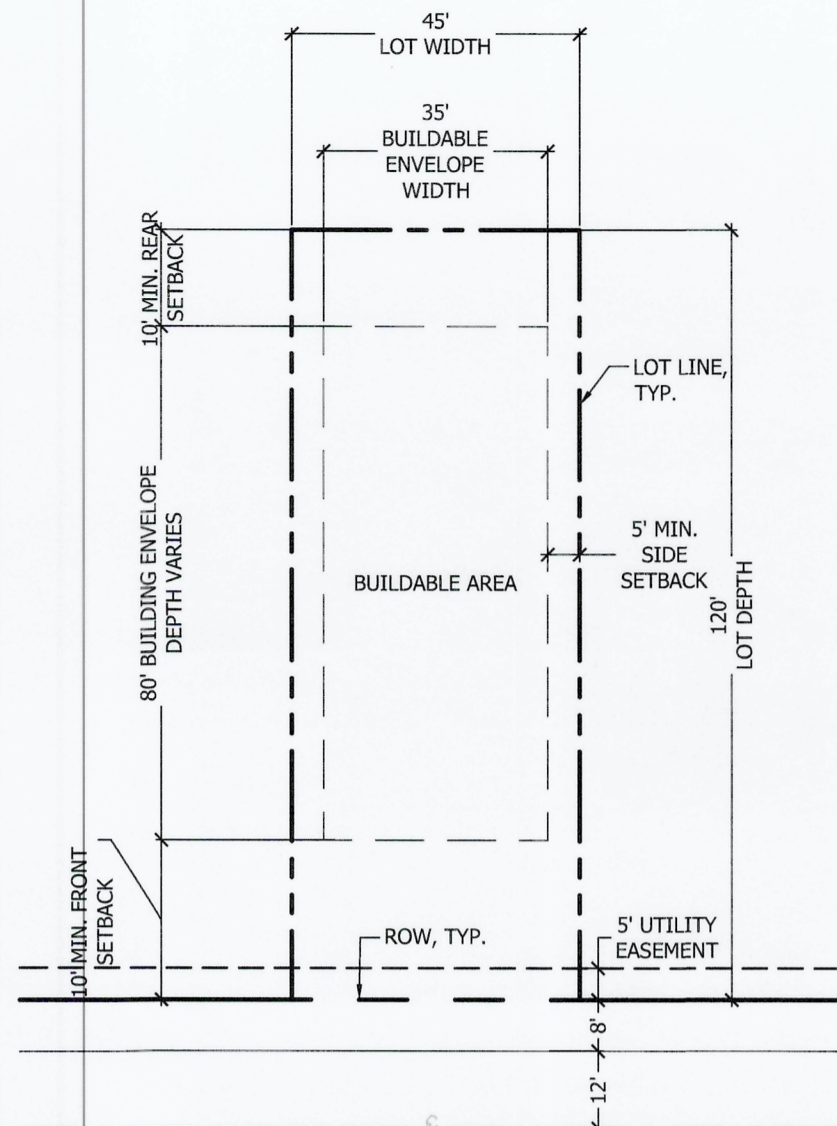 45'
LOT WIDTH
35'
BUILDABLE
ENVELOPE
WIDTH
10' MIN. REAR
SETBACK
LOT LINE,
TYP.
80' BUILDING ENVELOPE
DEPTH VARIES
BUILDABLE AREA
5' MIN.
SIDE
SETBACK
120'
LOT DEPTH
10' MIN. FRONT
SETBACK
ROW, TYP.
5' UTILITY
EASEMENT
8'
12'